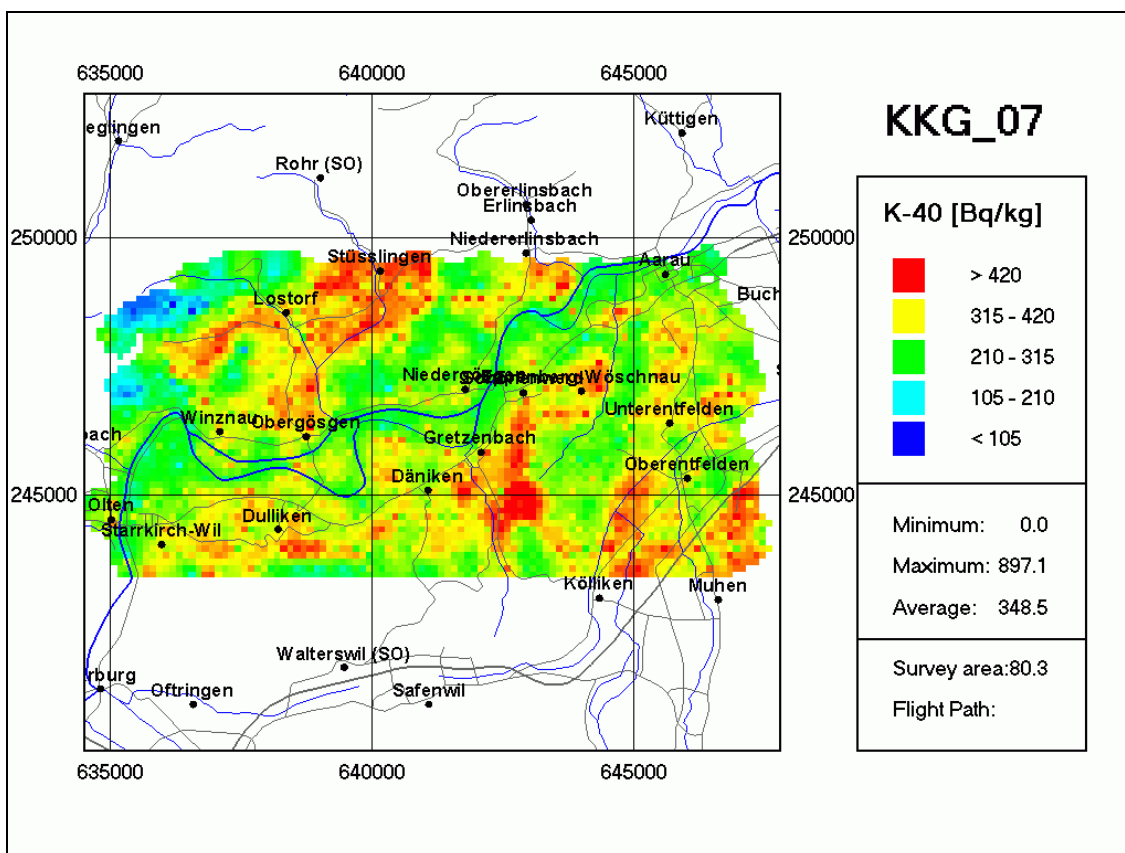 635000 640000 645000
KKG_07
eglingen
Küttigen
Rohr (SO)
Obererlinsbach
Erlinsbach
K-40 [Bq/kg]
250000 250000
Niedererlinsbach
Stüsslingen
Aarau
> 420
Buch
Lostorf
315 - 420
210 - 315
Wöschnau
105 - 210
Winznau
Unterentfelden
Obergösgen
bach
Gretzenbach
< 105
Oberentfelden
Däniken
245000 245000
Olten
Dulliken
Starrkirch-Wil
Minimum: 0.0
Maximum: 897.1
Kölliken
Muhen
Average: 348.5
Walterswil (SO)
Survey area:80.3
rburg
Oftringen
Safenwil
Flight Path:
635000 640000 645000